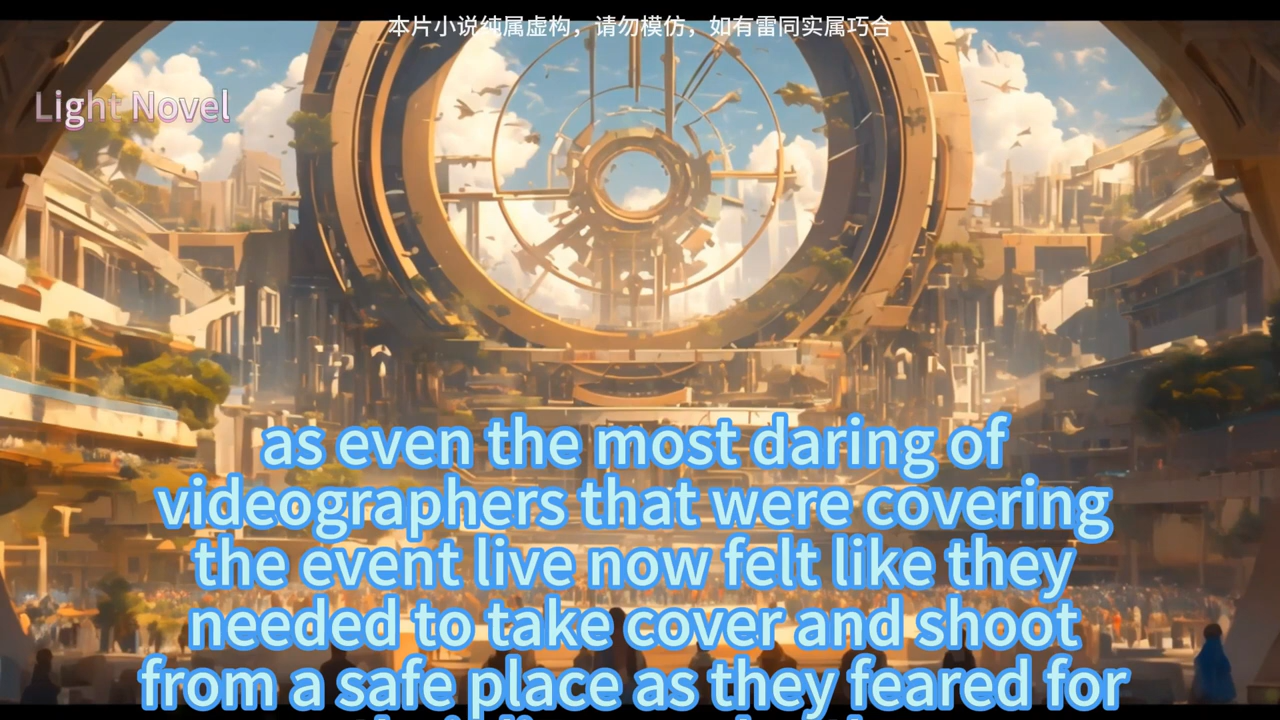 本片小说纯属虚构，请勿模仿，如有雷同实属巧合
Light Novel
as even the most daring of
videographers that were covering
the event live now felt like they
needed to take cover and shoot
from a safe place as they feared for